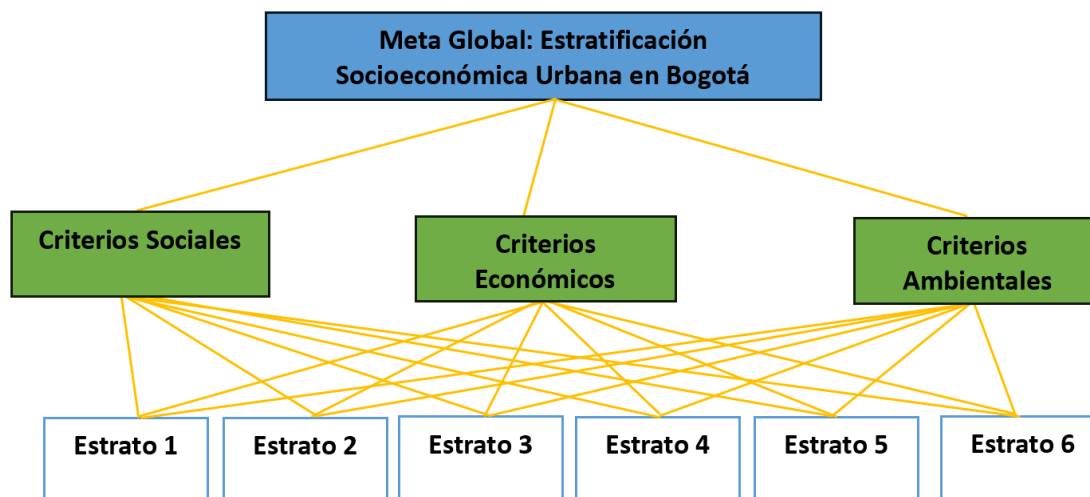 Meta Global: Estratificación
Socioeconómica Urbana en Bogotá
Criterios Sociales
Criterios
Económicos
Criterios
Ambientales
Estrato 1
Estrato 2
Estrato 3
Estrato 4
Estrato 5
Estrato 6